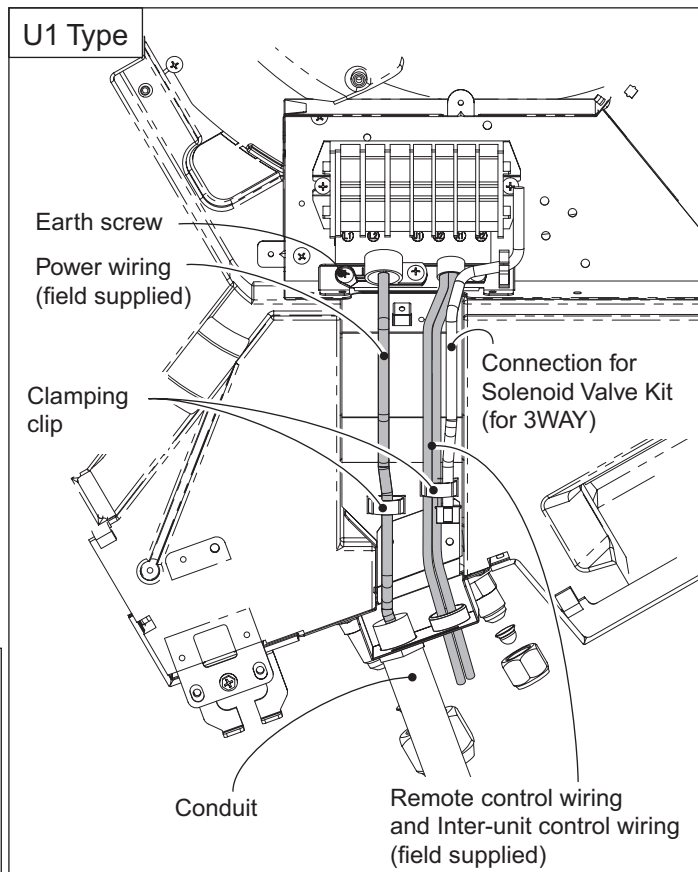 U1 Type
Earth screw
Power wiring
(field supplied)
Clamping
clip
Connection for
Solenoid Valve Kit
(for 3WAY)
Conduit
Remote control wiring
and Inter-unit control wiring
(field supplied)